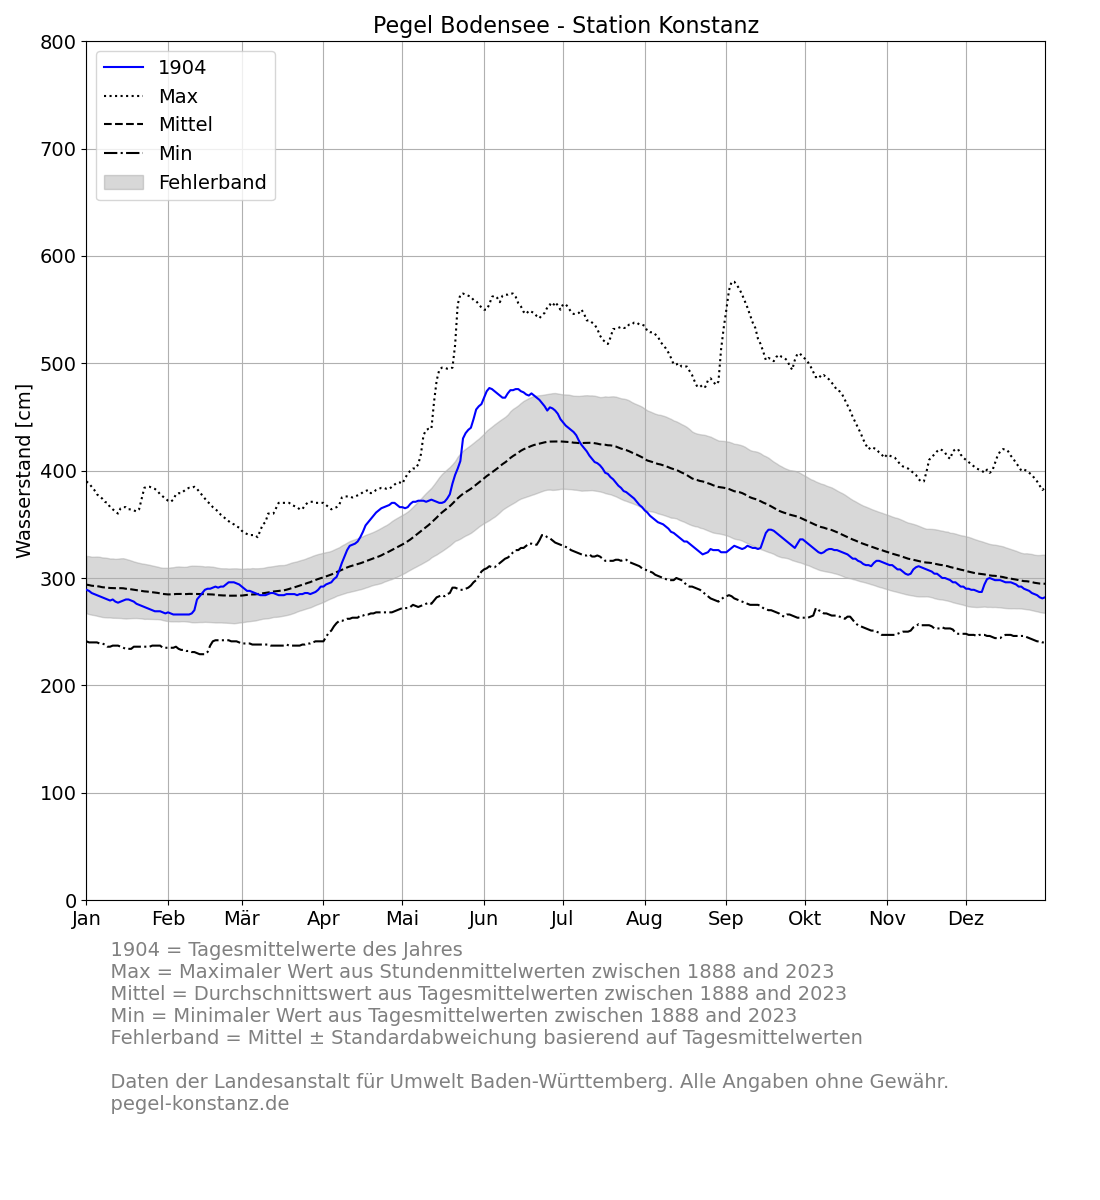 Pegel Bodensee - Station Konstanz
Wasserstand [cm]
800
700
600
500
400
300
200
100
0
1904
Max
Mittel
Min
Fehlerband
Jan Feb Mär Apr Mai Jun Jul Aug Sep Okt Nov Dez
1904 = Tagesmittelwerte des Jahres
Max = Maximaler Wert aus Stundenmittelwerten zwischen 1888 and 2023
Mittel = Durchschnittswert aus Tagesmittelwerten zwischen 1888 and 2023
Min = Minimaler Wert aus Tagesmittelwerten zwischen 1888 and 2023
Fehlerband = Mittel ± Standardabweichung basierend auf Tagesmittelwerten
Daten der Landesanstalt für Umwelt Baden-Württemberg. Alle Angaben ohne Gewähr.
pegel-konstanz.de